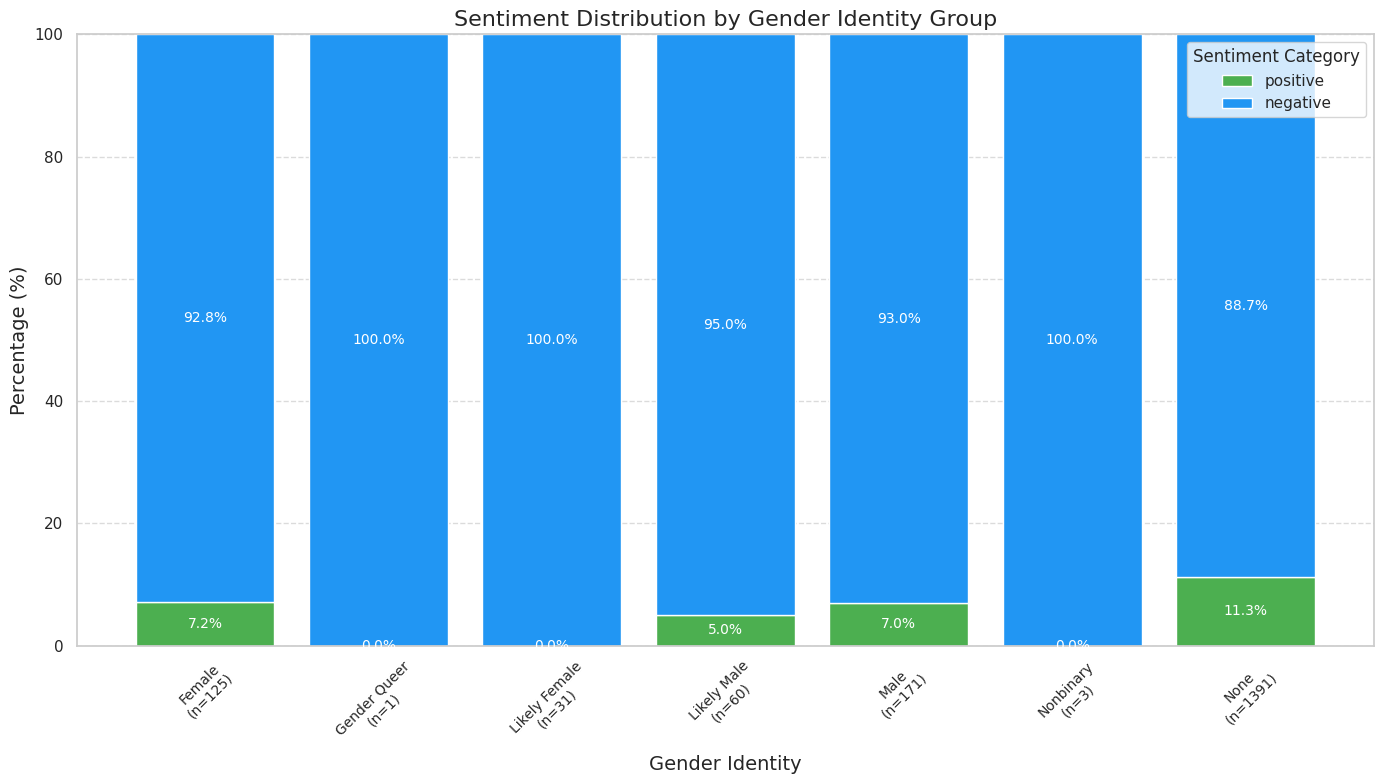 Sentiment Distribution by Gender Identity Group
Sentiment Category
positive
negative
Percentage (%)
100
80
60
40
20
0
92.8%
100.0%
100.0%
95.0%
93.0%
100.0%
88.7%
7.2%
0.0%
0.0%
5.0%
7.0%
0.0%
11.3%
Female
(n=125)
Gender Queer
(n=1)
Likely Female
(n=31)
Likely Male
(n=60)
Male
(n=171)
Nonbinary
(n=3)
None
(n=1391)
Gender Identity